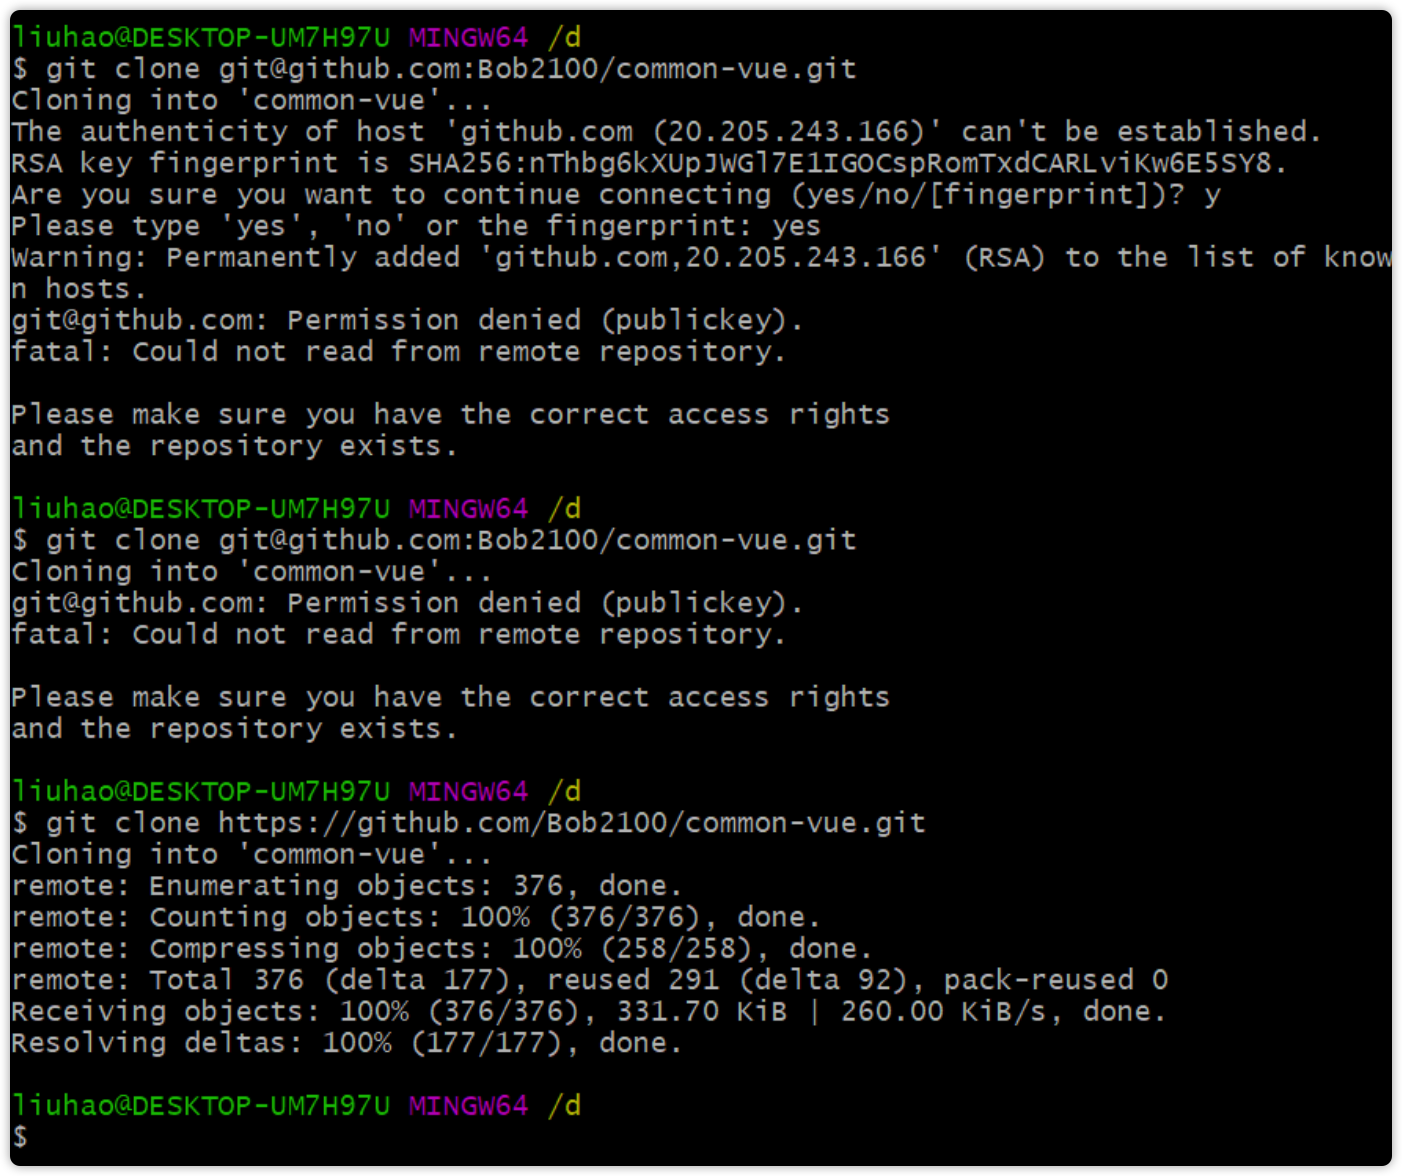 liuhao@DESKTOP-UM7H97U MINGW64 /d
$ git clone git@github.com:Bob2100/common-vue.git
Cloning into 'common-vue'...
The authenticity of host 'github.com (20.205.243.166)' can't be established.
RSA key fingerprint is SHA256:nThbg6kXUpJWGl7E1IGOCspRomTxdCARLviKw6E5SY8.
Are you sure you want to continue connecting (yes/no/[fingerprint])? y
Please type 'yes', 'no' or the fingerprint: yes
Warning: Permanently added 'github.com,20.205.243.166' (RSA) to the list of know
n hosts.
git@github.com: Permission denied (publickey).
fatal: Could not read from remote repository.

Please make sure you have the correct access rights
and the repository exists.

liuhao@DESKTOP-UM7H97U MINGW64 /d
$ git clone git@github.com:Bob2100/common-vue.git
Cloning into 'common-vue'...
git@github.com: Permission denied (publickey).
fatal: Could not read from remote repository.

Please make sure you have the correct access rights
and the repository exists.

liuhao@DESKTOP-UM7H97U MINGW64 /d
$ git clone https://github.com/Bob2100/common-vue.git
Cloning into 'common-vue'...
remote: Enumerating objects: 376, done.
remote: Counting objects: 100% (376/376), done.
remote: Compressing objects: 100% (258/258), done.
remote: Total 376 (delta 177), reused 291 (delta 92), pack-reused 0
Receiving objects: 100% (376/376), 331.70 KiB | 260.00 KiB/s, done.
Resolving deltas: 100% (177/177), done.

liuhao@DESKTOP-UM7H97U MINGW64 /d
$